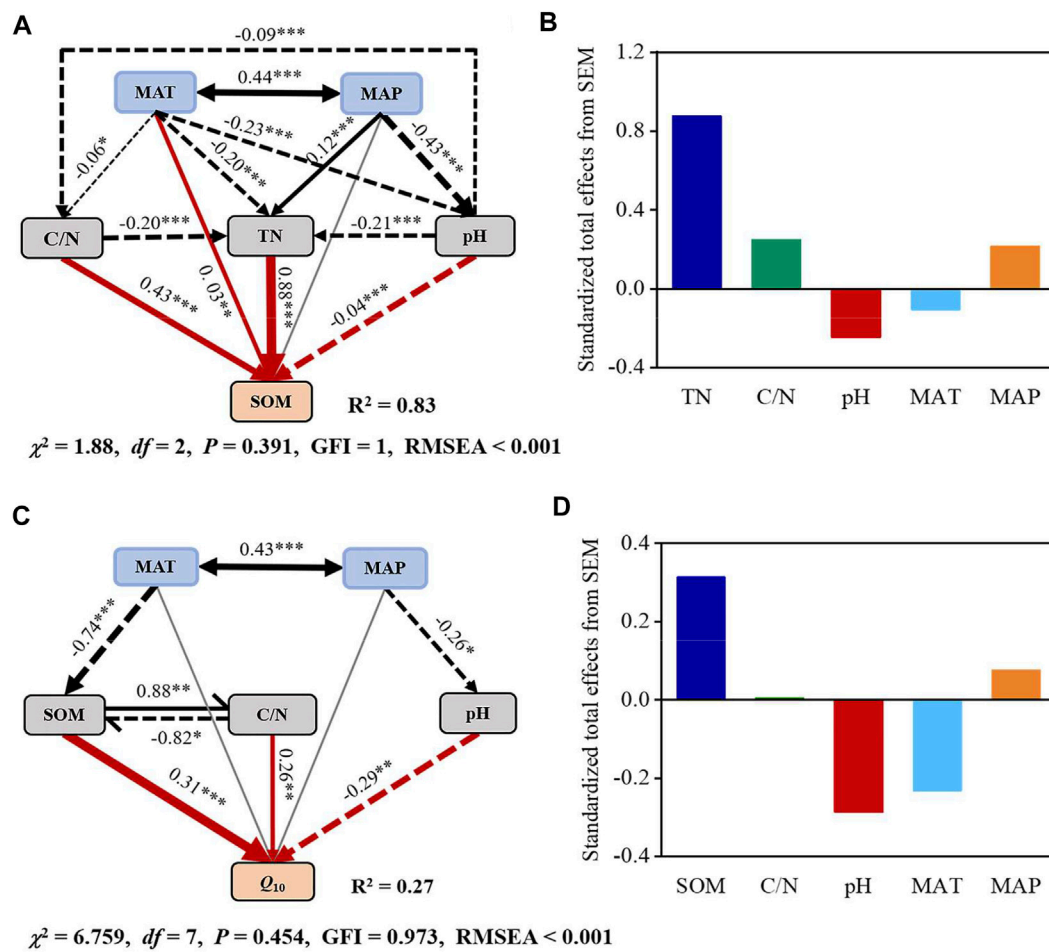 A
-0.09***
MAT
0.44***
MAP
-0.06*
-0.20***
-0.23***
0.12***
-0.43***
C/N
-0.20***
TN
-0.21***
pH
0.43***
0.03**
0.88***
-0.04***
SOM
R² = 0.83
χ² = 1.88, df = 2, P = 0.391, GFI = 1, RMSEA < 0.001
B
Standardized total effects from SEM
1.2
0.8
0.4
0.0
-0.4
TN C/N pH MAT MAP
C
MAT
0.43***
MAP
-0.74***
-0.26*
SOM
0.88**
-0.82*
C/N
pH
0.31***
0.26**
-0.29**
Q₁₀
R² = 0.27
χ² = 6.759, df = 7, P = 0.454, GFI = 0.973, RMSEA < 0.001
D
Standardized total effects from SEM
0.4
0.2
0.0
-0.2
-0.4
SOM C/N pH MAT MAP